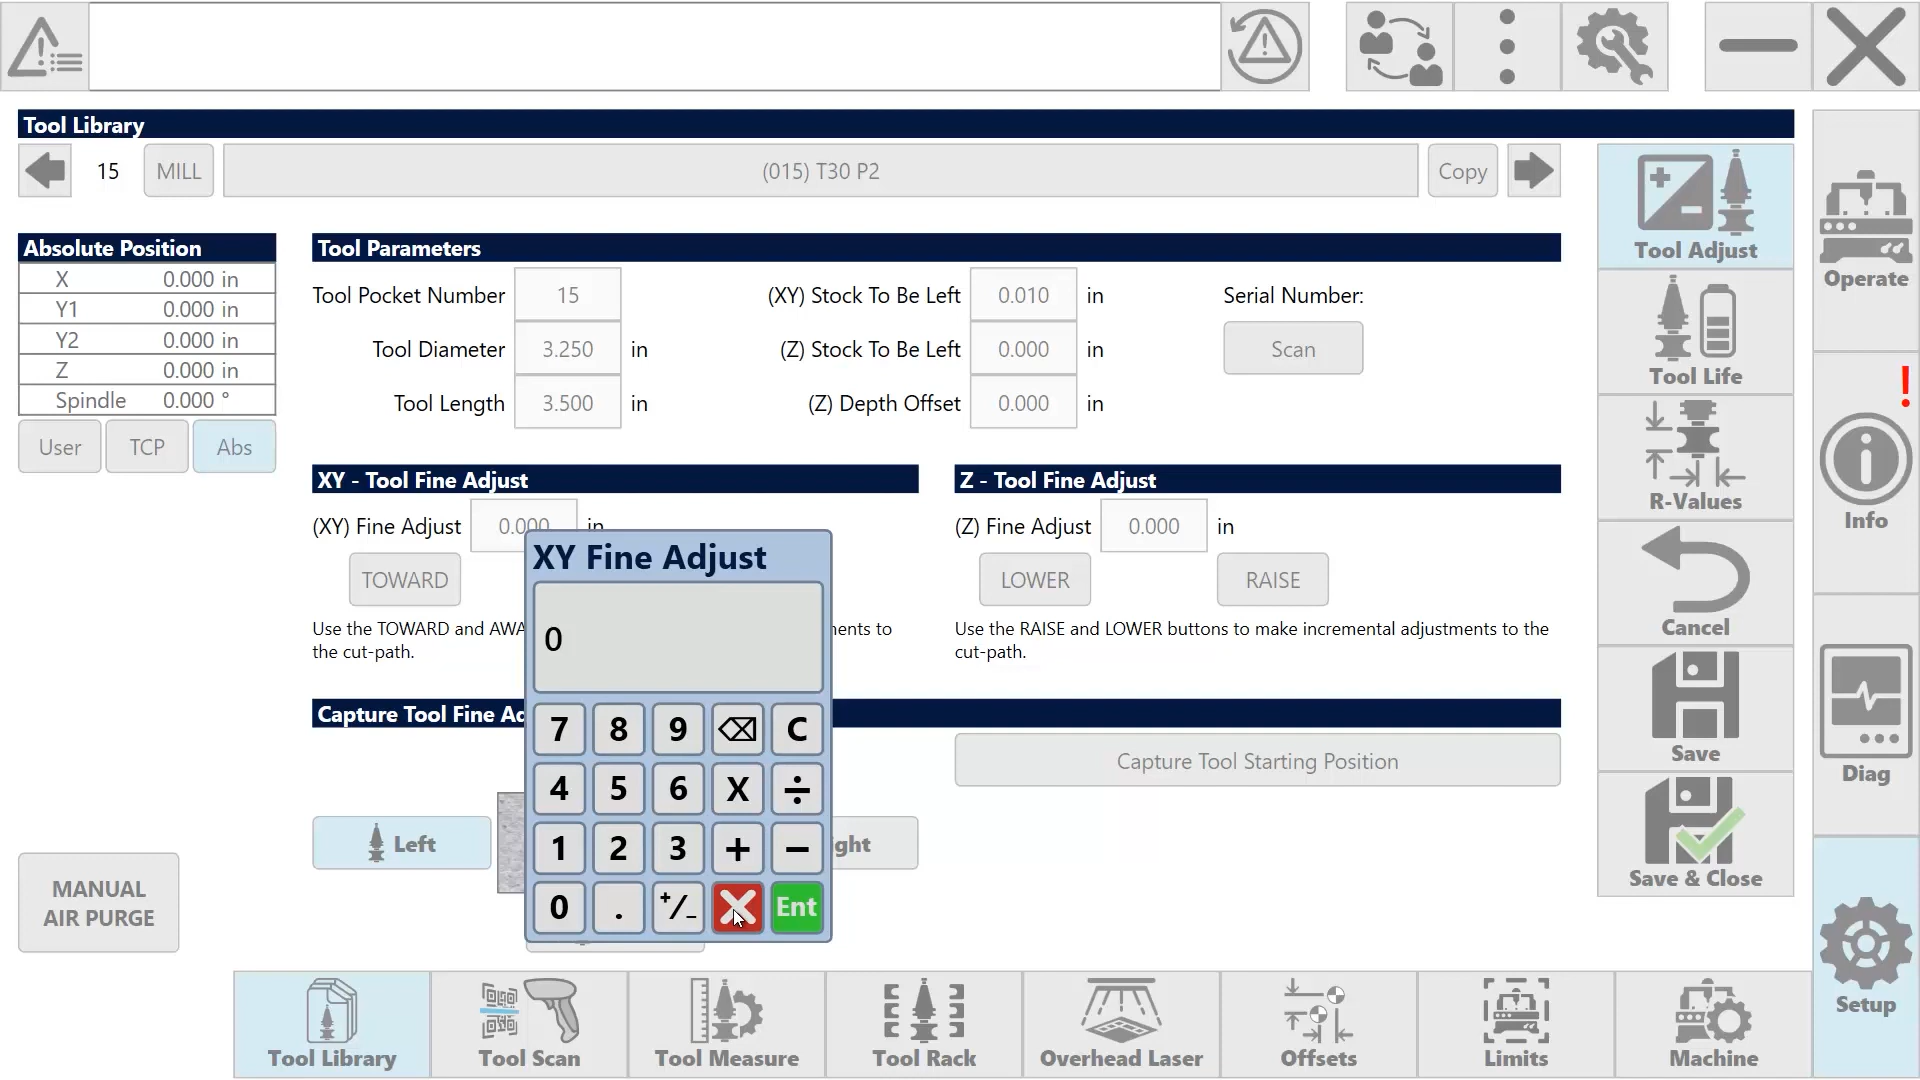 Tool Library
15
MILL
(015) T30 P2
Copy
Absolute Position
X 0.000 in
Y1 0.000 in
Y2 0.000 in
Z 0.000 in
Spindle 0.000 °
User TCP Abs
Tool Parameters
Tool Pocket Number 15
Tool Diameter 3.250 in
Tool Length 3.500 in
(XY) Stock To Be Left 0.010 in
(Z) Stock To Be Left 0.000 in
(Z) Depth Offset 0.000 in
Serial Number:
Scan
XY - Tool Fine Adjust
(XY) Fine Adjust 0.000 in
TOWARD
Use the TOWARD and
the cut-path.
Z - Tool Fine Adjust
(Z) Fine Adjust 0.000 in
LOWER RAISE
Use the RAISE and LOWER buttons to make incremental adjustments to the
cut-path.
Capture Tool Fine
Left
Capture Tool Starting Position
XY Fine Adjust
0
7 8 9 ⌫ C
4 5 6 X ÷
1 2 3 + −
0 . +/- X Ent
MANUAL
AIR PURGE
Tool Adjust
Tool Life
R-Values
Cancel
Save
Save & Close
Operate
!
Info
Diag
Setup
Tool Library
Tool Scan
Tool Measure
Tool Rack
Overhead Laser
Offsets
Limits
Machine